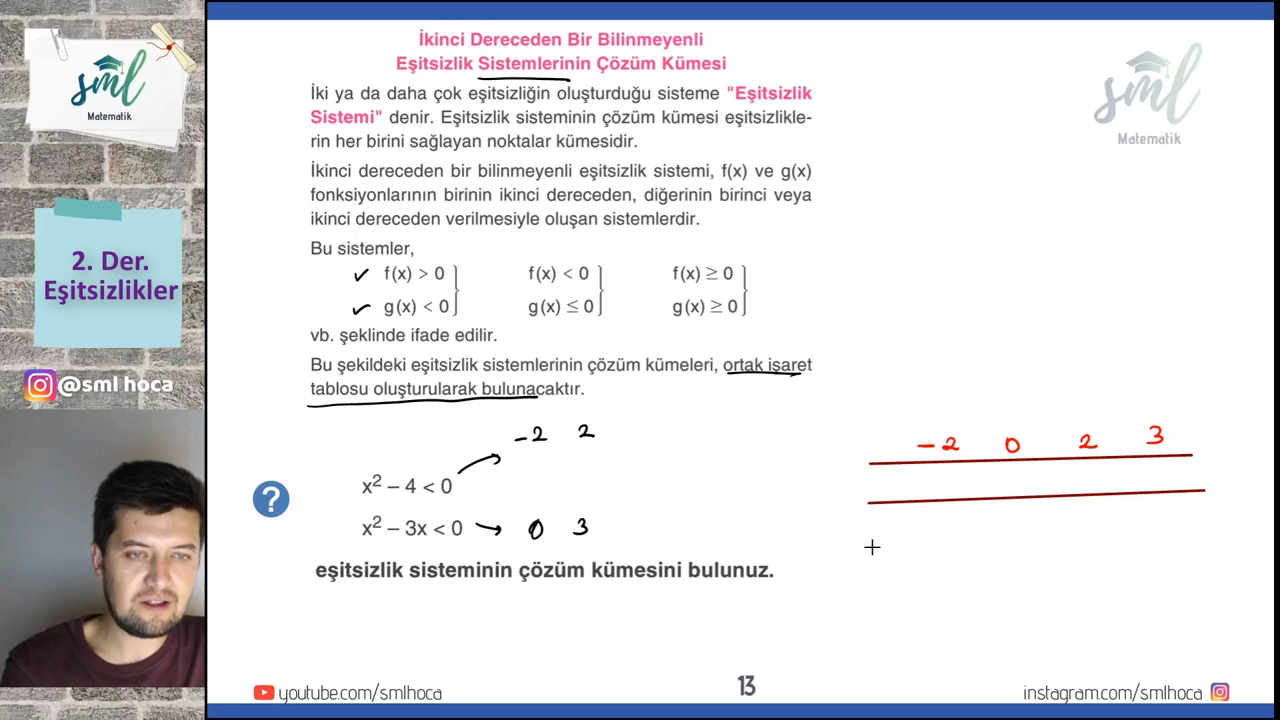 sml
Matematik
2. Der.
Eşitsizlikler
@sml hoca
İkinci Dereceden Bir Bilinmeyenli
Eşitsizlik Sistemlerinin Çözüm Kümesi
İki ya da daha çok eşitsizliğin oluşturduğu sisteme "Eşitsizlik
Sistemi" denir. Eşitsizlik sisteminin çözüm kümesi eşitsizlikle-
rin her birini sağlayan noktalar kümesidir.
İkinci dereceden bir bilinmeyenli eşitsizlik sistemi, f(x) ve g(x)
fonksiyonlarının birinin ikinci dereceden, diğerinin birinci veya
ikinci dereceden verilmesiyle oluşan sistemlerdir.
Bu sistemler,
f(x) > 0 f(x) < 0 f(x) ≥ 0
g(x) < 0 g(x) ≤ 0 g(x) ≥ 0
vb. şeklinde ifade edilir.
Bu şekildeki eşitsizlik sistemlerinin çözüm kümeleri, ortak işaret
tablosu oluşturularak bulunacaktır.
-2 2
x² – 4 < 0
x² – 3x < 0 → 0 3
?
eşitsizlik sisteminin çözüm kümesini bulunuz.
-2 0 2 3
sml
Matematik
youtube.com/smlhoca
13
instagram.com/smlhoca